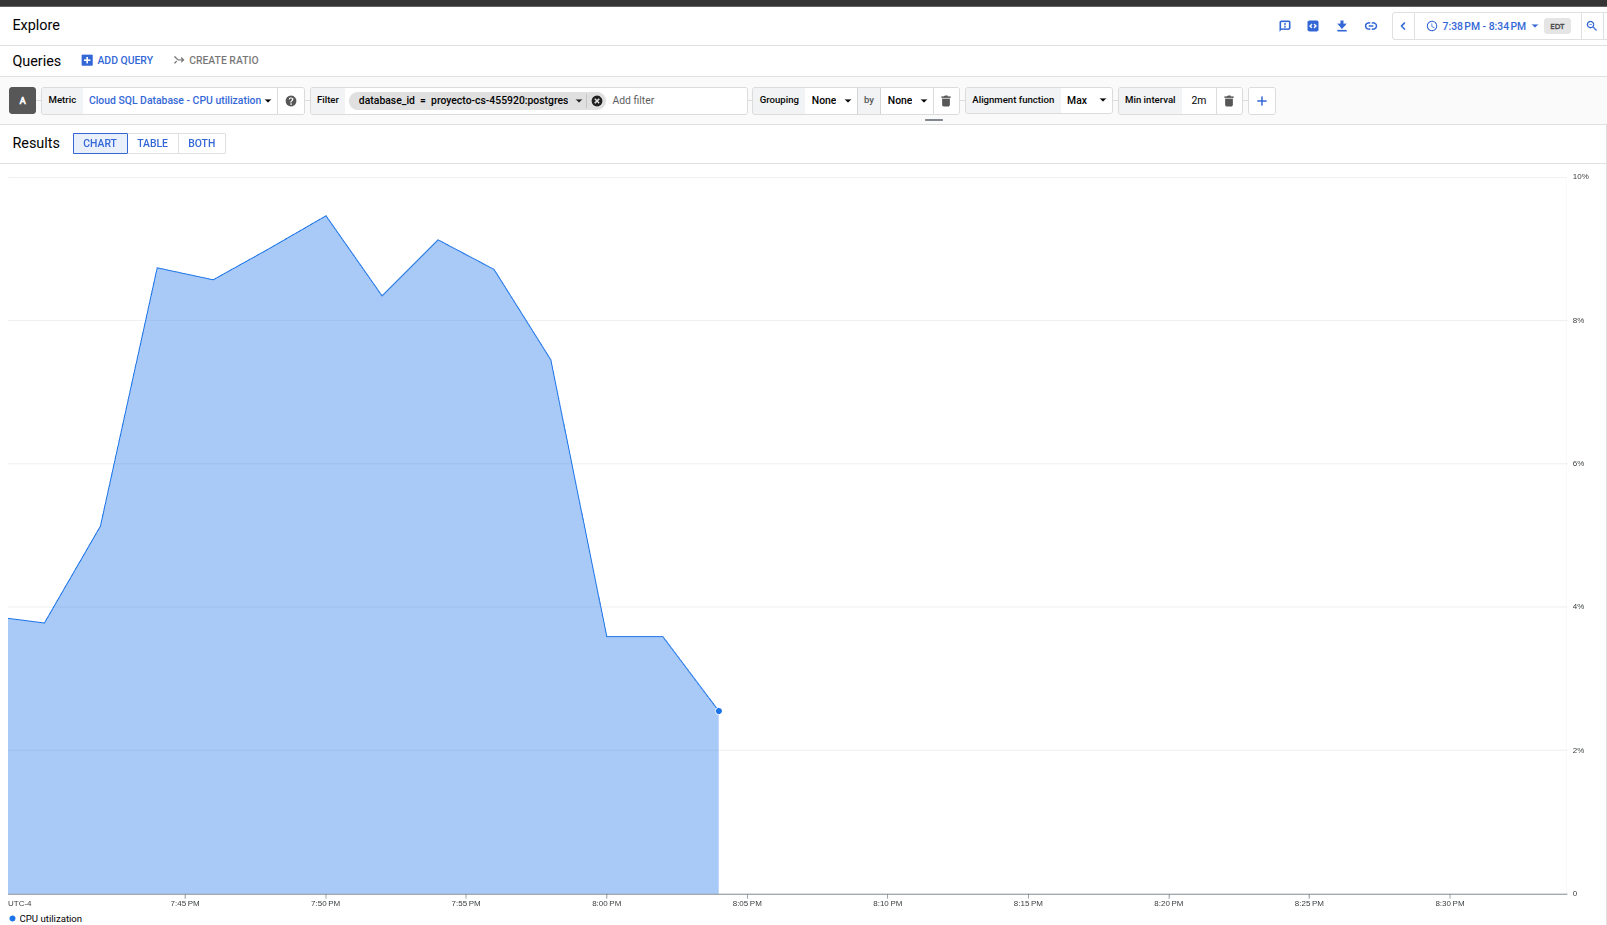 Explore
7:38 PM - 8:34 PM EDT
Queries ADD QUERY CREATE RATIO
A Metric Cloud SQL Database - CPU utilization ? Filter database_id = proyecto-cs-455920:postgres Add filter Grouping None by None Alignment function Max Min interval 2m
Results CHART TABLE BOTH
10%
8%
6%
4%
2%
0
UTC-4 7:45 PM 7:50 PM 7:55 PM 8:00 PM 8:05 PM 8:10 PM 8:15 PM 8:20 PM 8:25 PM 8:30 PM
CPU utilization